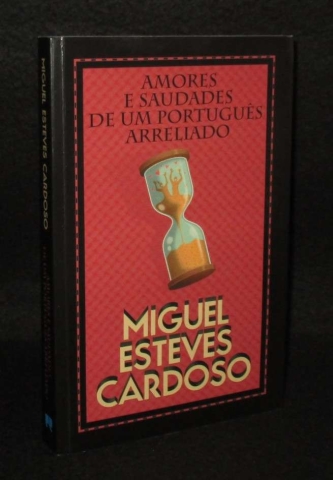 AMORES
E SAUDADES
DE UM PORTUGUÊS
ARRELIADO
MIGUEL
ESTEVES
CARDOSO
MIGUEL ESTEVES CARDOSO